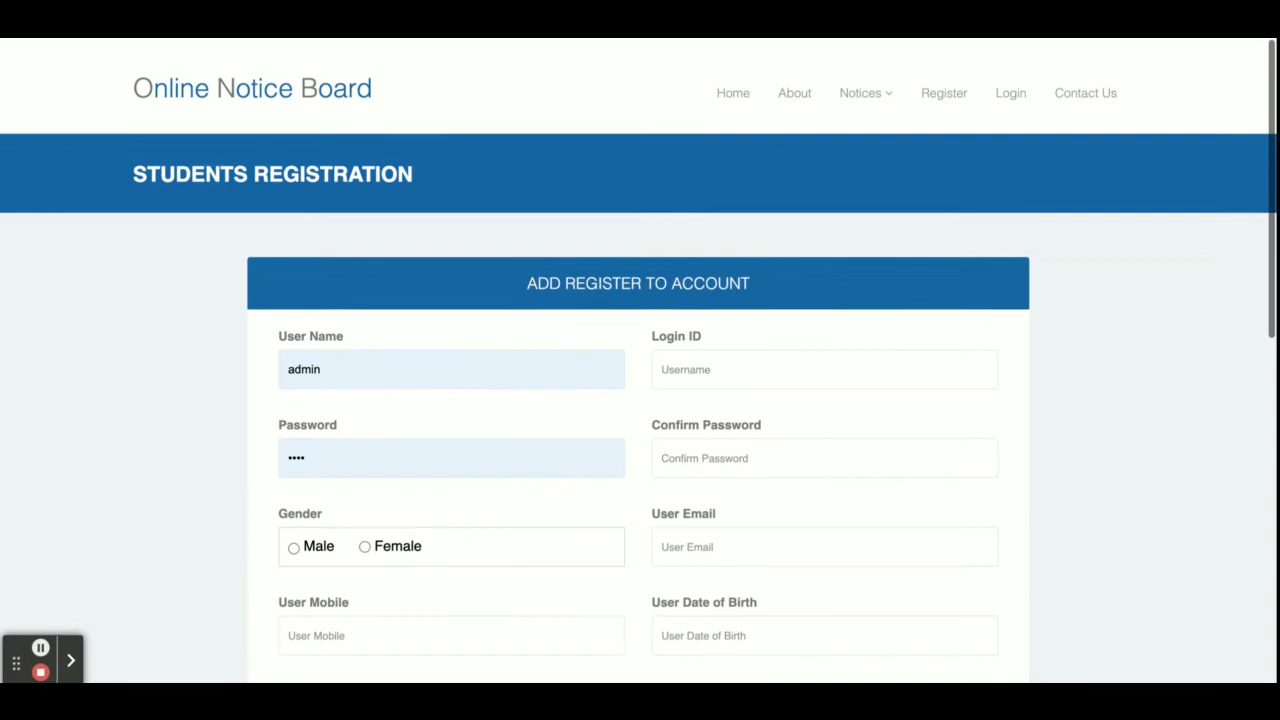 Online Notice Board
Home About Notices Register Login Contact Us
STUDENTS REGISTRATION
ADD REGISTER TO ACCOUNT
User Name Login ID
admin Username
Password Confirm Password
•••• Confirm Password
Gender User Email
Male Female User Email
User Mobile User Date of Birth
User Mobile User Date of Birth